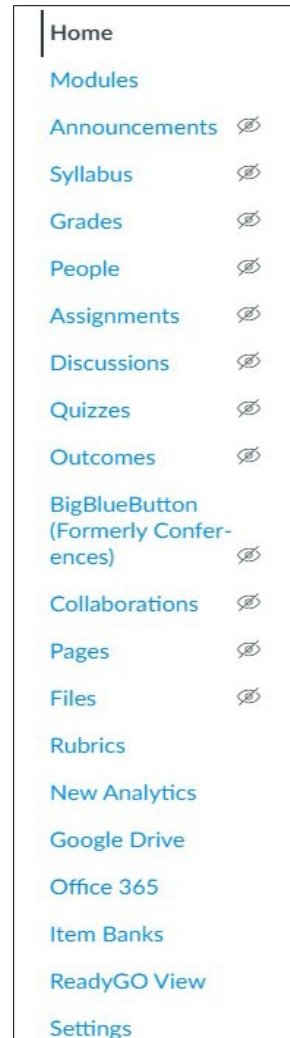 Home
Modules
Announcements
Syllabus
Grades
People
Assignments
Discussions
Quizzes
Outcomes
BigBlueButton
(Formerly Confer-
ences)
Collaborations
Pages
Files
Rubrics
New Analytics
Google Drive
Office 365
Item Banks
ReadyGO View
Settings